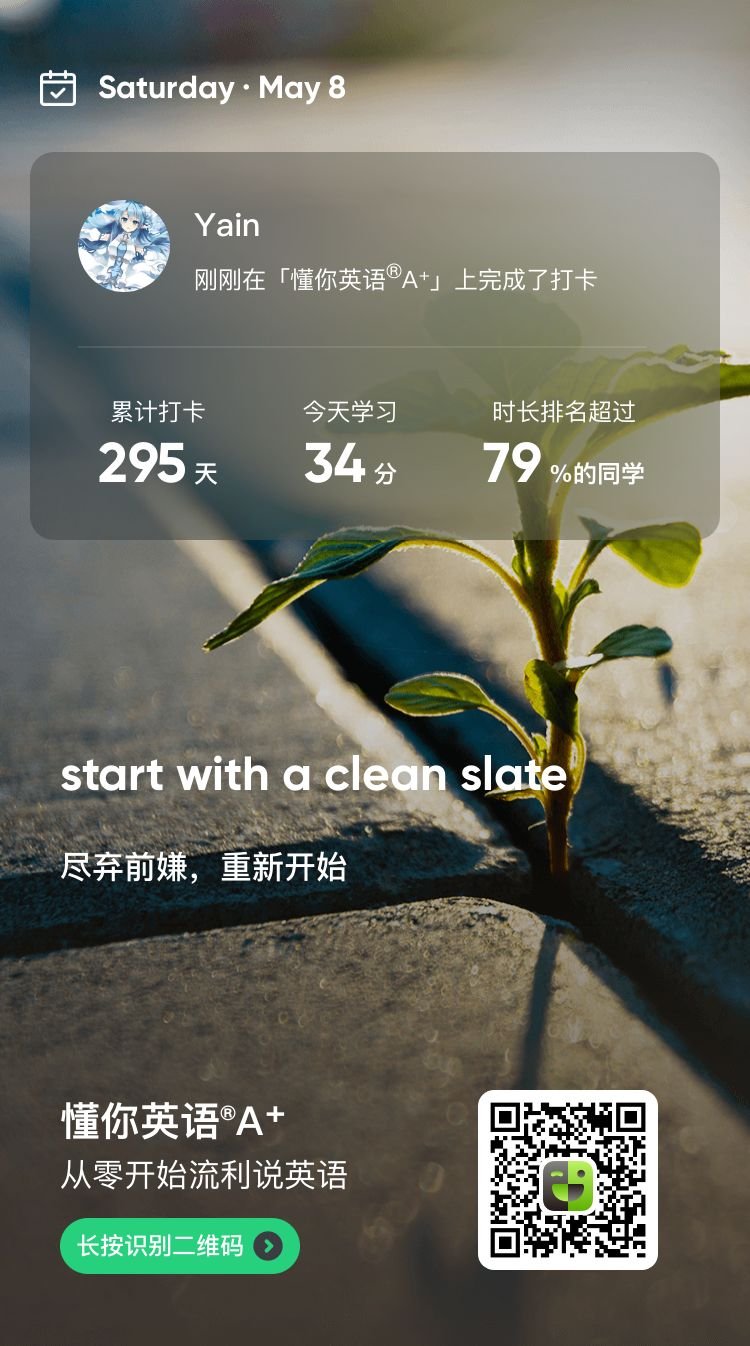 Saturday · May 8
Yain
刚刚在「懂你英语®A⁺」上完成了打卡
累计打卡 今天学习 时长排名超过
295 天 34 分 79 %的同学
start with a clean slate
尽弃前嫌，重新开始
懂你英语®A⁺
从零开始流利说英语
长按识别二维码